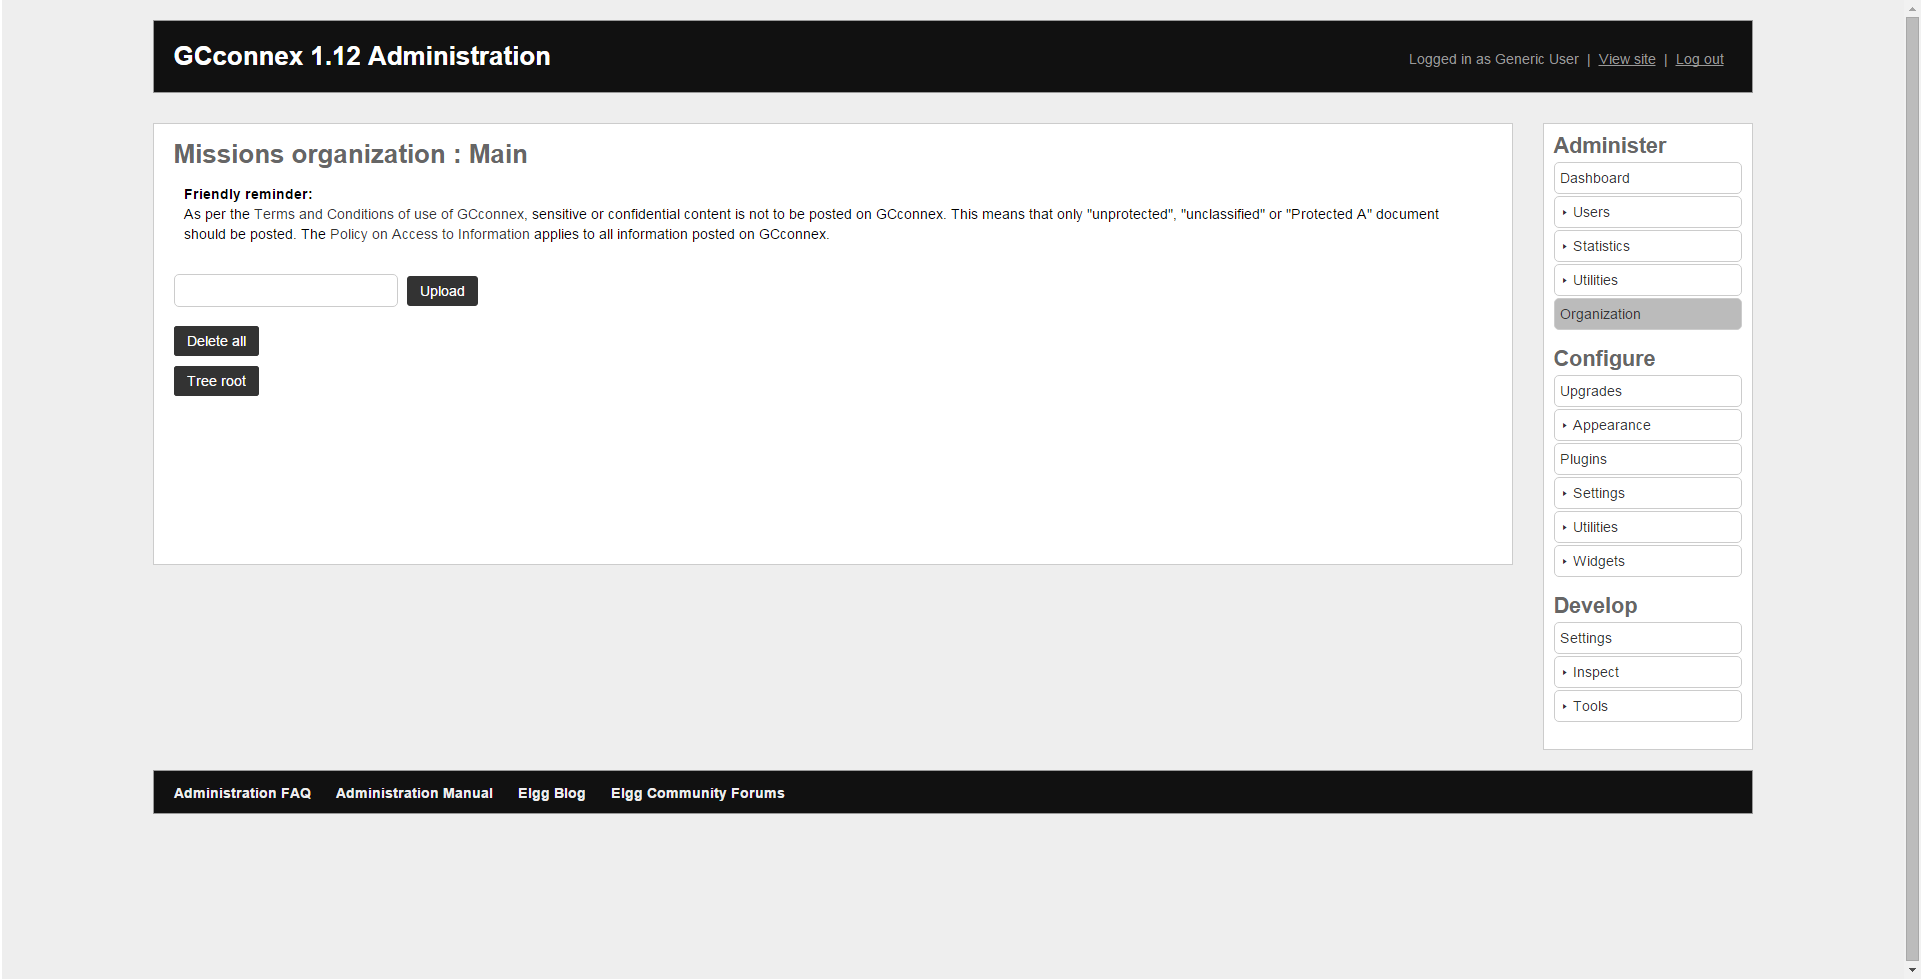 GCconnex 1.12 Administration
Logged in as Generic User | View site | Log out
Missions organization : Main
Friendly reminder:
As per the Terms and Conditions of use of GCconnex, sensitive or confidential content is not to be posted on GCconnex. This means that only "unprotected", "unclassified" or "Protected A" document
should be posted. The Policy on Access to Information applies to all information posted on GCconnex.
Upload
Delete all
Tree root
Administer
Dashboard
Users
Statistics
Utilities
Organization
Configure
Upgrades
Appearance
Plugins
Settings
Utilities
Widgets
Develop
Settings
Inspect
Tools
Administration FAQ Administration Manual Elgg Blog Elgg Community Forums